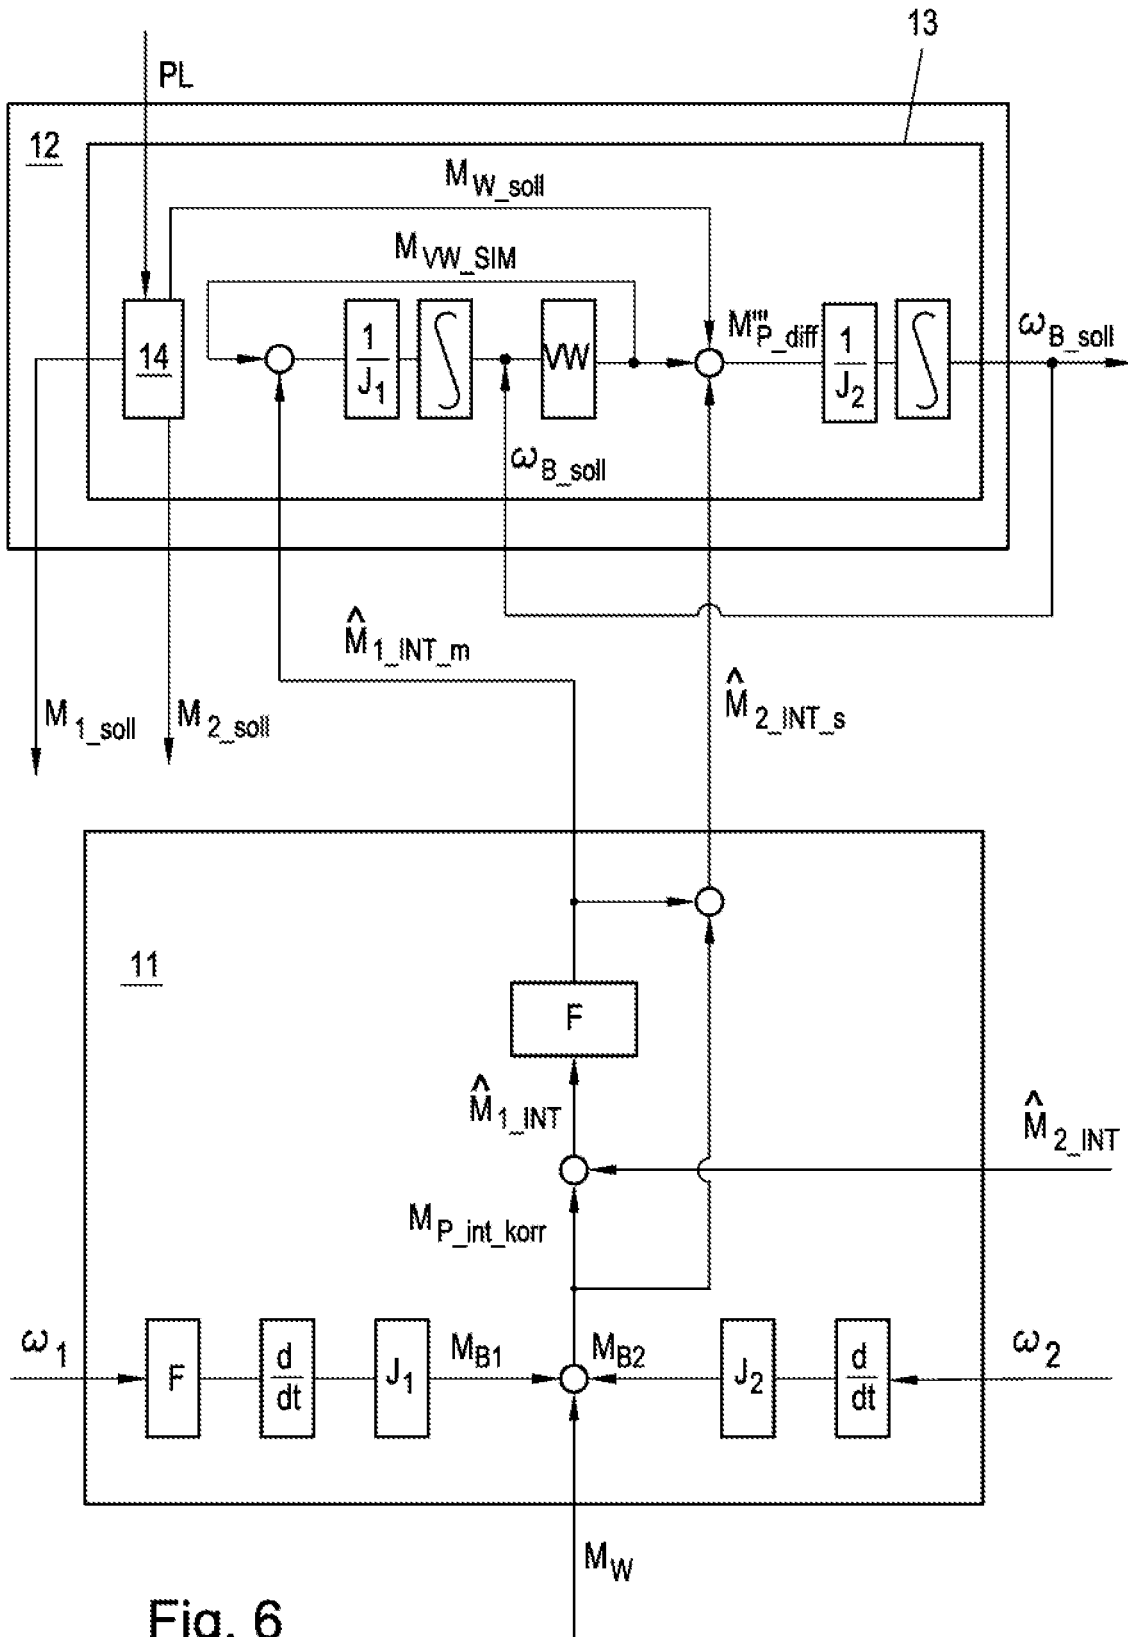 13
PL
12
M W_soll
M VW_SIM
14
1
J1
∫
VW
M''' P_diff
1
J2
∫
ω B_soll
ω B_soll
M̂ 1_INT_m
M̂ 2_INT_s
M 1_soll
M 2_soll
11
F
M̂ 1_INT
M̂ 2_INT
M P_int_korr
ω 1
F
d
dt
J1
M B1
M B2
J2
d
dt
ω 2
M W
Fig. 6